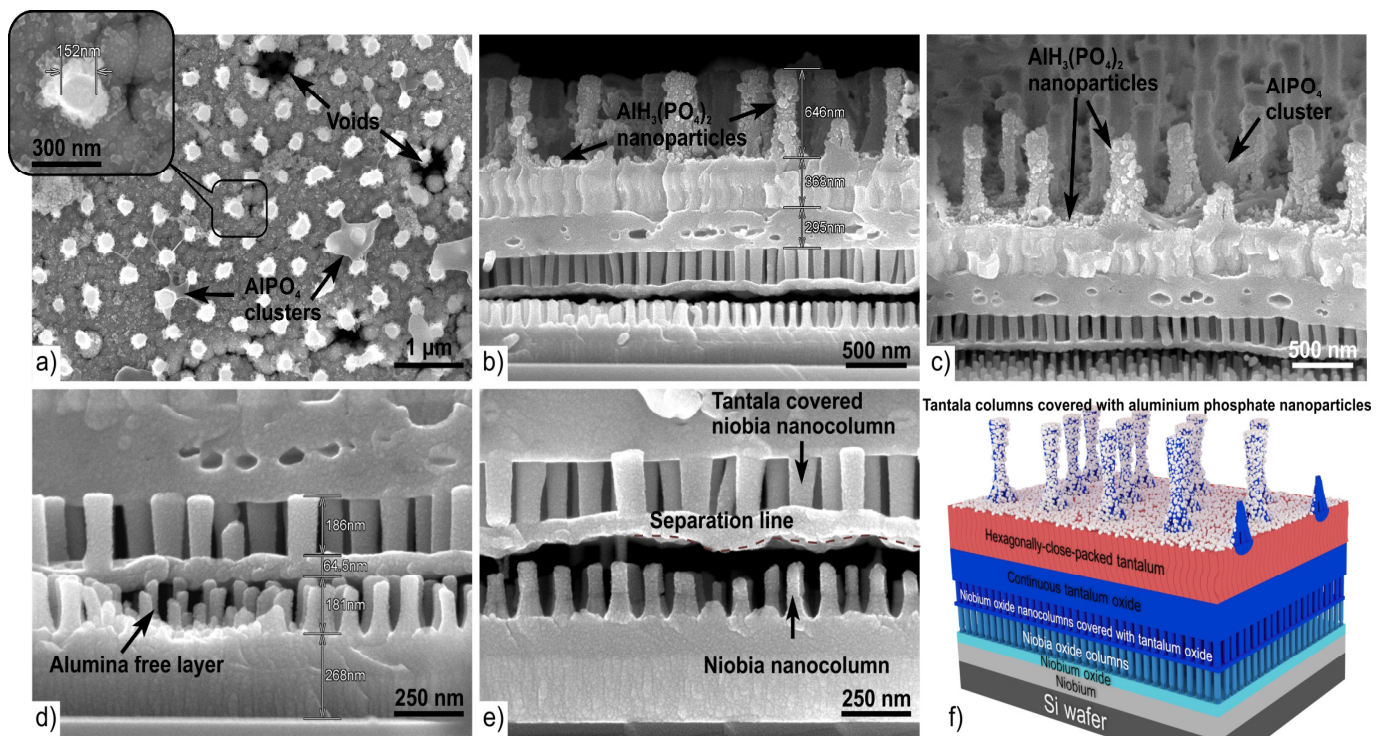 152nm
300 nm
Voids
AlPO₄
clusters
1 µm
a)
AlH₃(PO₄)₂
nanoparticles
646nm
368nm
295nm
500 nm
b)
AlH₃(PO₄)₂
nanoparticles
AlPO₄
cluster
500 nm
c)
186nm
64.5nm
181nm
Alumina free layer
268nm
250 nm
d)
Tantala covered
niobia nanocolumn
Separation line
Niobia nanocolumn
250 nm
e)
Tantala columns covered with aluminium phosphate nanoparticles
Hexagonally-close-packed tantalum
Continuous tantalum oxide
Niobium oxide nanocolumns covered with tantalum oxide
Niobia oxide columns
Niobium oxide
Niobium
Si wafer
f)